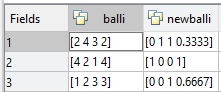 Fields balli newballi
1 [2 4 3 2] [0 1 1 0.3333]
2 [4 2 1 4] [1 0 0 1]
3 [1 2 3 3] [0 0 1 0.6667]